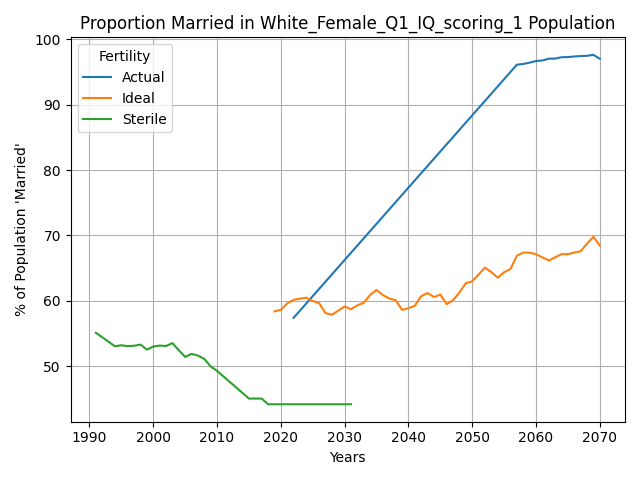 Proportion Married in White_Female_Q1_IQ_scoring_1 Population
% of Population 'Married'
Fertility
Actual
Ideal
Sterile
100
90
80
70
60
50
1990 2000 2010 2020 2030 2040 2050 2060 2070
Years